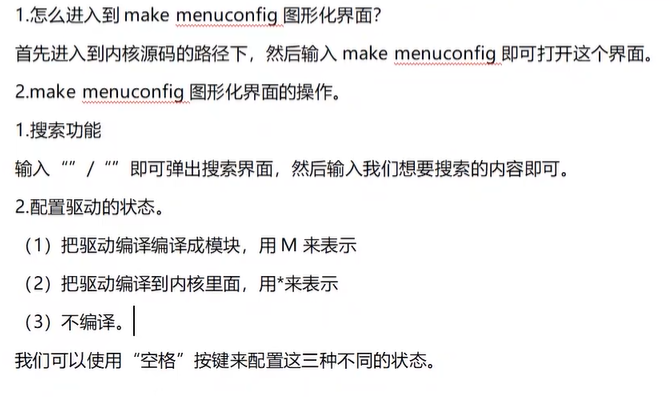 1.怎么进入到 make menuconfig 图形化界面?
首先进入到内核源码的路径下，然后输入 make menuconfig 即可打开这个界面。
2.make menuconfig 图形化界面的操作。
1.搜索功能
输入“”/“”即可弹出搜索界面，然后输入我们想要搜索的内容即可。
2.配置驱动的状态。
（1）把驱动编译编译成模块，用 M 来表示
（2）把驱动编译到内核里面，用*来表示
（3）不编译。
我们可以使用“空格”按键来配置这三种不同的状态。